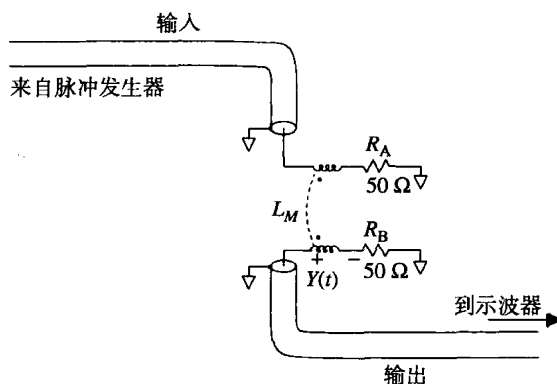 输入
来自脉冲发生器
R_A
50 Ω
L_M
R_B
+ −
50 Ω
Y(t)
到示波器
输出